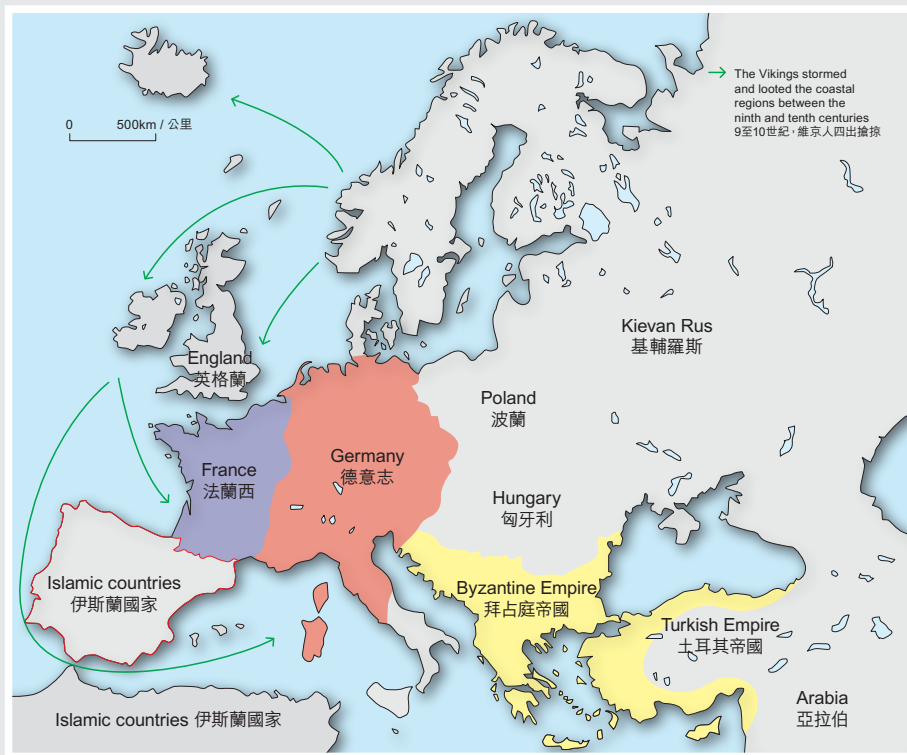 The Vikings stormed
and looted the coastal
regions between the
ninth and tenth centuries
9至10世紀，維京人四出搶掠
0 500km / 公里
Kievan Rus
基輔羅斯
England
英格蘭
Poland
波蘭
France
法蘭西
Germany
德意志
Hungary
匈牙利
Islamic countries
伊斯蘭國家
Byzantine Empire
拜占庭帝國
Turkish Empire
土耳其帝國
Arabia
亞拉伯
Islamic countries 伊斯蘭國家